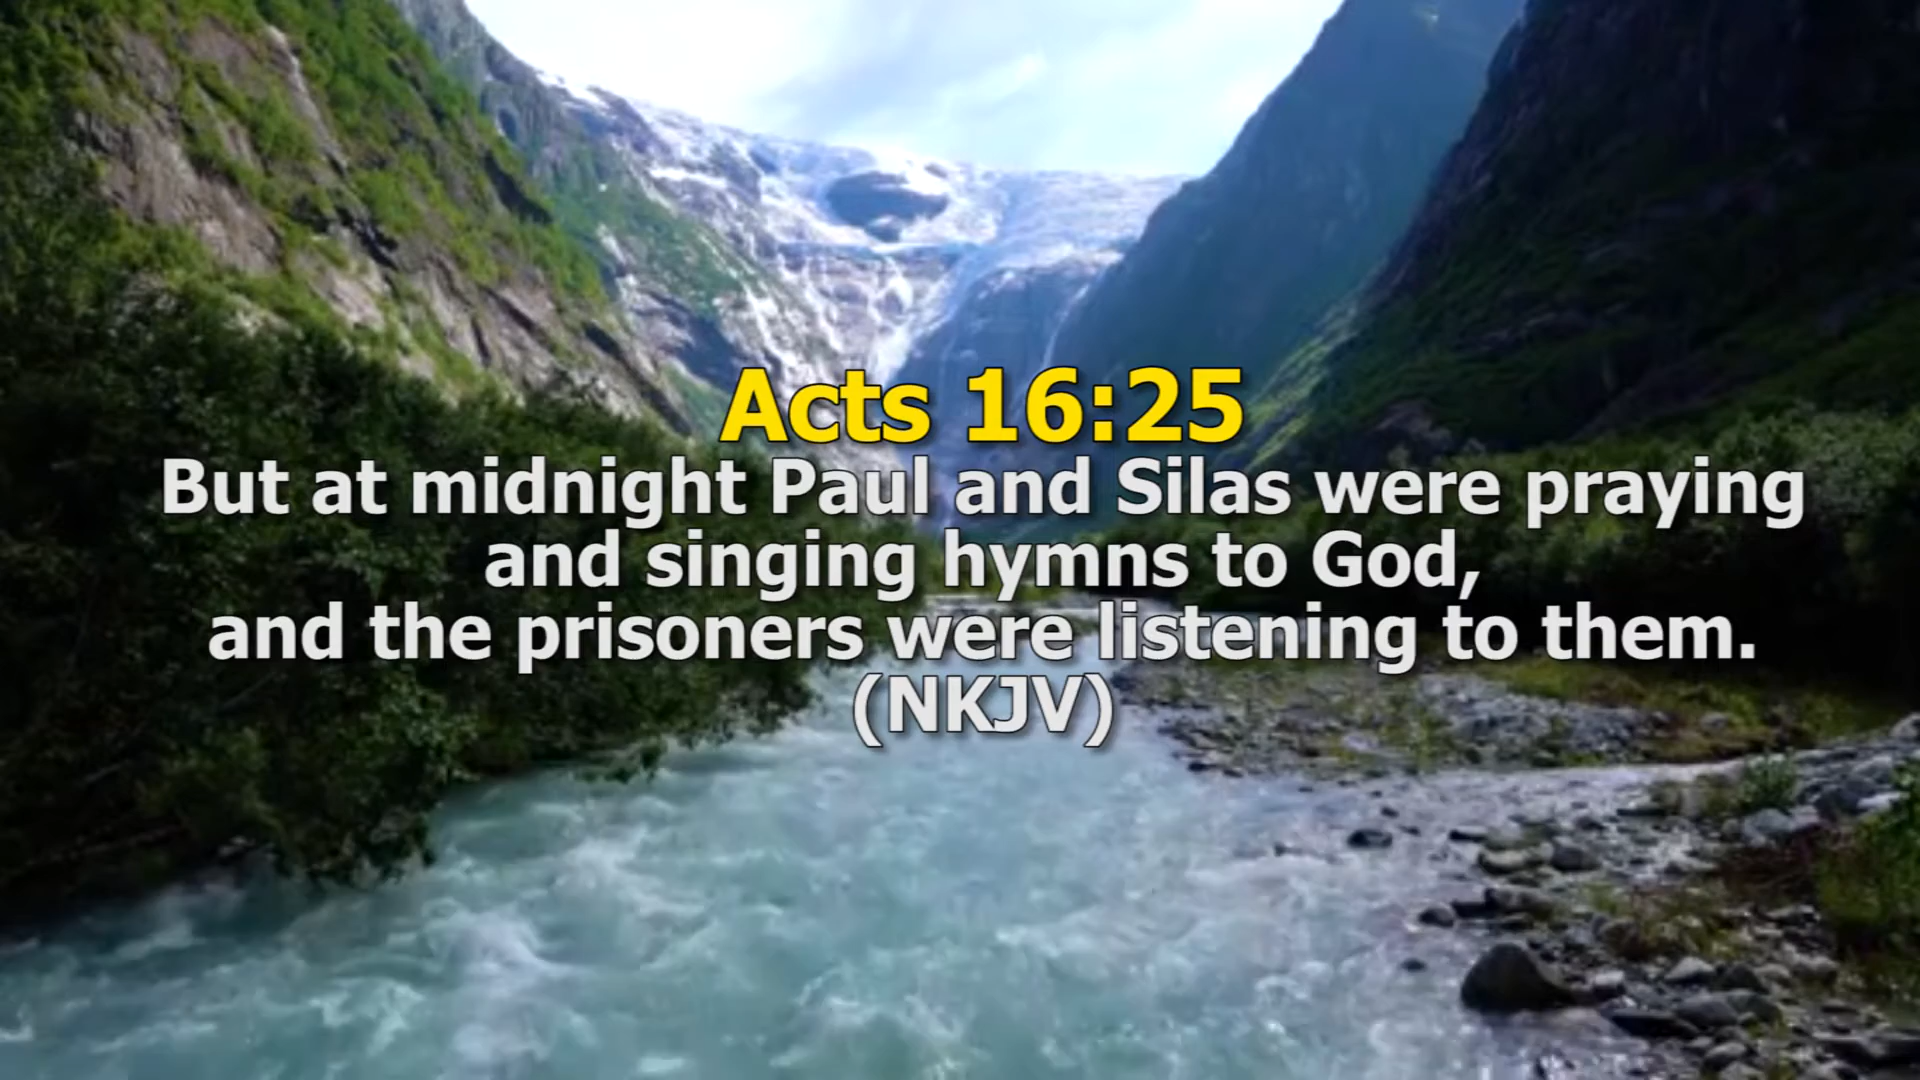 Acts 16:25
But at midnight Paul and Silas were praying
and singing hymns to God,
and the prisoners were listening to them.
(NKJV)